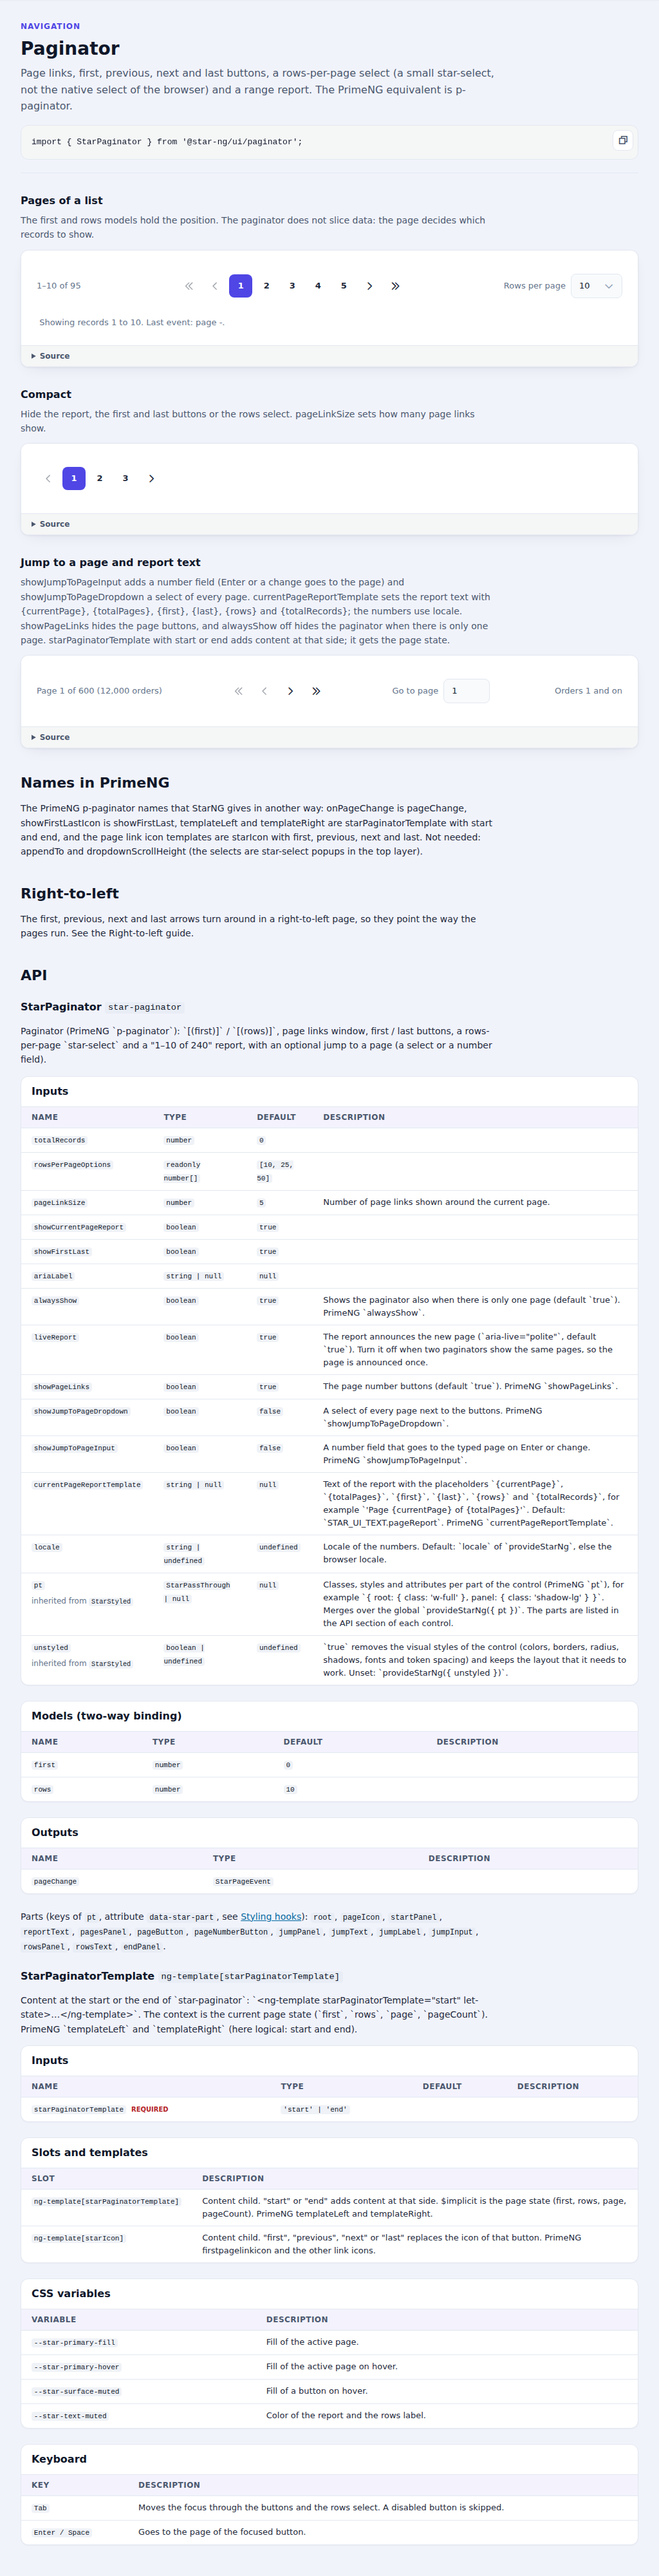 NAVIGATION
Paginator
Page links, first, previous, next and last buttons, a rows-per-page select (a small star-select,
not the native select of the browser) and a range report. The PrimeNG equivalent is p-
paginator.
import { StarPaginator } from '@star-ng/ui/paginator';
Pages of a list
The first and rows models hold the position. The paginator does not slice data: the page decides which
records to show.
1–10 of 95 1 2 3 4 5 Rows per page 10
Showing records 1 to 10. Last event: page -.
Source
Compact
Hide the report, the first and last buttons or the rows select. pageLinkSize sets how many page links
show.
1 2 3
Source
Jump to a page and report text
showJumpToPageInput adds a number field (Enter or a change goes to the page) and
showJumpToPageDropdown a select of every page. currentPageReportTemplate sets the report text with
{currentPage}, {totalPages}, {first}, {last}, {rows} and {totalRecords}; the numbers use locale.
showPageLinks hides the page buttons, and alwaysShow off hides the paginator when there is only one
page. starPaginatorTemplate with start or end adds content at that side; it gets the page state.
Page 1 of 600 (12,000 orders) Go to page 1 Orders 1 and on
Source
Names in PrimeNG
The PrimeNG p-paginator names that StarNG gives in another way: onPageChange is pageChange,
showFirstLastIcon is showFirstLast, templateLeft and templateRight are starPaginatorTemplate with start
and end, and the page link icon templates are starIcon with first, previous, next and last. Not needed:
appendTo and dropdownScrollHeight (the selects are star-select popups in the top layer).
Right-to-left
The first, previous, next and last arrows turn around in a right-to-left page, so they point the way the
pages run. See the Right-to-left guide.
API
StarPaginator star-paginator
Paginator (PrimeNG `p-paginator`): `[(first)]` / `[(rows)]`, page links window, first / last buttons, a rows-
per-page `star-select` and a "1–10 of 240" report, with an optional jump to a page (a select or a number
field).
Inputs
NAME TYPE DEFAULT DESCRIPTION
totalRecords number 0
rowsPerPageOptions readonly number[] [10, 25, 50]
pageLinkSize number 5 Number of page links shown around the current page.
showCurrentPageReport boolean true
showFirstLast boolean true
ariaLabel string | null null
alwaysShow boolean true Shows the paginator also when there is only one page (default `true`).
PrimeNG `alwaysShow`.
liveReport boolean true The report announces the new page (`aria-live="polite"`, default
`true`). Turn it off when two paginators show the same pages, so the
page is announced once.
showPageLinks boolean true The page number buttons (default `true`). PrimeNG `showPageLinks`.
showJumpToPageDropdown boolean false A select of every page next to the buttons. PrimeNG
`showJumpToPageDropdown`.
showJumpToPageInput boolean false A number field that goes to the typed page on Enter or change.
PrimeNG `showJumpToPageInput`.
currentPageReportTemplate string | null null Text of the report with the placeholders `{currentPage}`,
`{totalPages}`, `{first}`, `{last}`, `{rows}` and `{totalRecords}`, for
example `'Page {currentPage} of {totalPages}'`. Default:
`STAR_UI_TEXT.pageReport`. PrimeNG `currentPageReportTemplate`.
locale string | undefined undefined Locale of the numbers. Default: `locale` of `provideStarNg`, else the
browser locale.
pt StarPassThrough | null null Classes, styles and attributes per part of the control (PrimeNG `pt`), for
inherited from StarStyled example `{ root: { class: 'w-full' }, panel: { class: 'shadow-lg' } }`.
Merges over the global `provideStarNg({ pt })`. The parts are listed in
the API section of each control.
unstyled boolean | undefined undefined `true` removes the visual styles of the control (colors, borders, radius,
inherited from StarStyled shadows, fonts and token spacing) and keeps the layout that it needs to
work. Unset: `provideStarNg({ unstyled })`.
Models (two-way binding)
NAME TYPE DEFAULT DESCRIPTION
first number 0
rows number 10
Outputs
NAME TYPE DESCRIPTION
pageChange StarPageEvent
Parts (keys of pt, attribute data-star-part, see Styling hooks): root, pageIcon, startPanel,
reportText, pagesPanel, pageButton, pageNumberButton, jumpPanel, jumpText, jumpLabel, jumpInput,
rowsPanel, rowsText, endPanel.
StarPaginatorTemplate ng-template[starPaginatorTemplate]
Content at the start or the end of `star-paginator`: `<ng-template starPaginatorTemplate="start" let-
state>…</ng-template>`. The context is the current page state (`first`, `rows`, `page`, `pageCount`).
PrimeNG `templateLeft` and `templateRight` (here logical: start and end).
Inputs
NAME TYPE DEFAULT DESCRIPTION
starPaginatorTemplate REQUIRED 'start' | 'end'
Slots and templates
SLOT DESCRIPTION
ng-template[starPaginatorTemplate] Content child. "start" or "end" adds content at that side. $implicit is the page state (first, rows, page,
pageCount). PrimeNG templateLeft and templateRight.
ng-template[starIcon] Content child. "first", "previous", "next" or "last" replaces the icon of that button. PrimeNG
firstpagelinkicon and the other link icons.
CSS variables
VARIABLE DESCRIPTION
--star-primary-fill Fill of the active page.
--star-primary-hover Fill of the active page on hover.
--star-surface-muted Fill of a button on hover.
--star-text-muted Color of the report and the rows label.
Keyboard
KEY DESCRIPTION
Tab Moves the focus through the buttons and the rows select. A disabled button is skipped.
Enter / Space Goes to the page of the focused button.